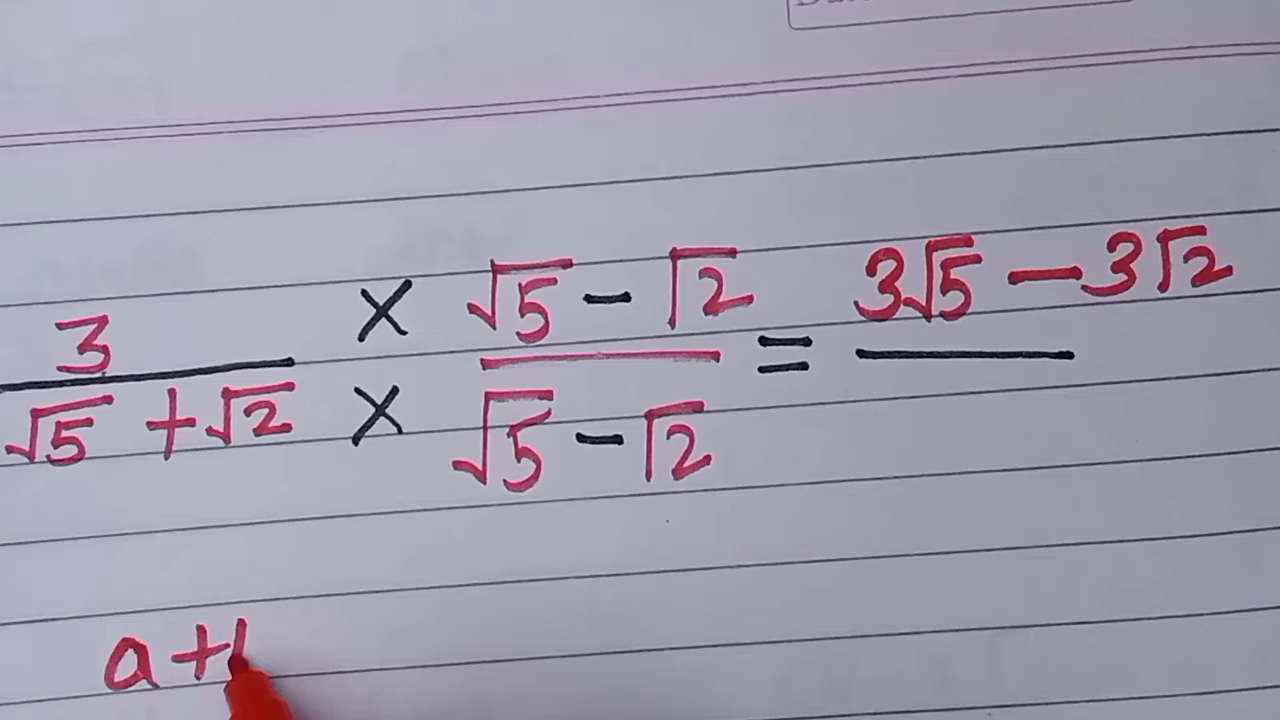 3/(√5 + √2) × (√5 - √2)/(√5 - √2) = 3√5 - 3√2
a +